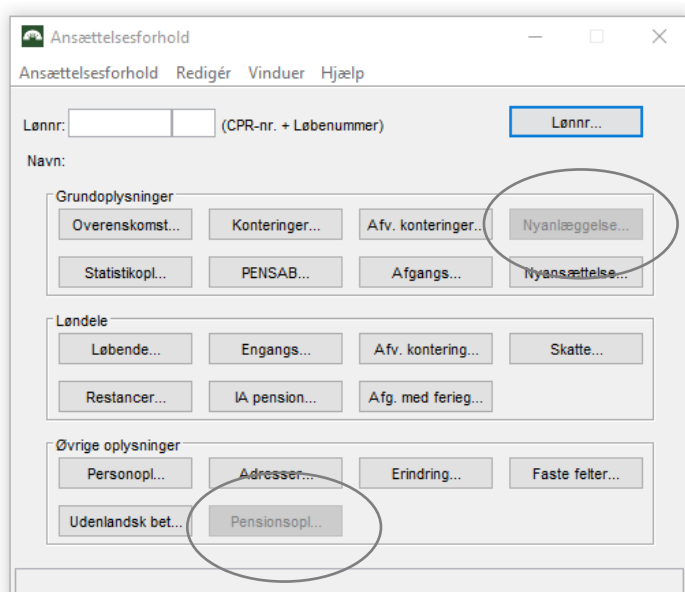 Ansættelsesforhold
Ansættelsesforhold Redigér Vinduer Hjælp
Lønnr: (CPR-nr. + Løbenummer) Lønnr...
Navn:
Grundoplysninger
Overenskomst... Konteringer... Afv. konteringer... Nyanlæggelse...
Statistikopl... PENSAB... Afgangs... Nyansættelse...
Løndele
Løbende... Engangs... Afv. kontering... Skatte...
Restancer... IA pension... Afg. med ferieg...
Øvrige oplysninger
Personopl... Adresser... Erindring... Faste felter...
Udenlandsk bet... Pensionsopl...